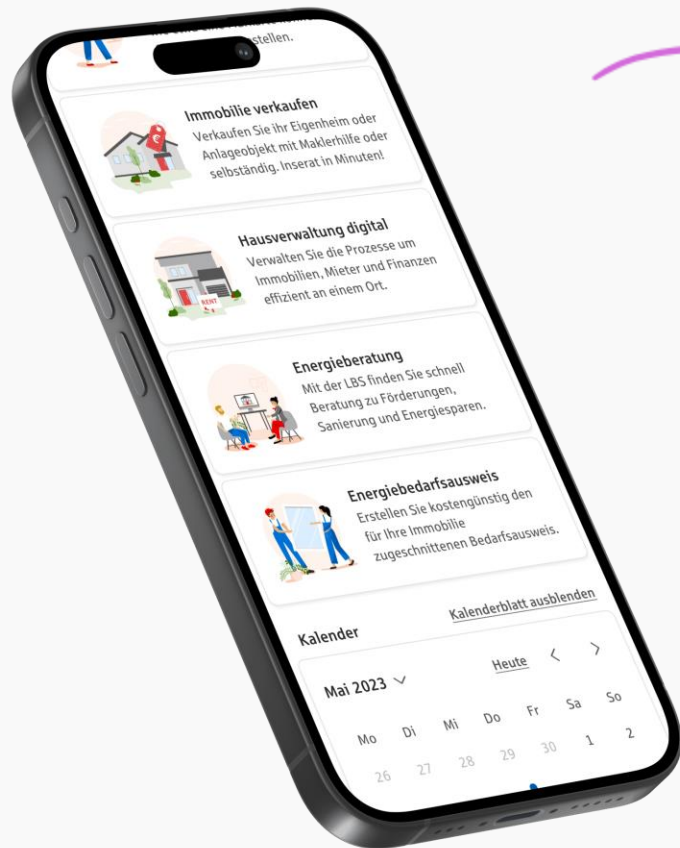 stellen.
Immobilie verkaufen
Verkaufen Sie ihr Eigenheim oder
Anlageobjekt mit Maklerhilfe oder
selbständig. Inserat in Minuten!
Hausverwaltung digital
Verwalten Sie die Prozesse um
Immobilien, Mieter und Finanzen
effizient an einem Ort.
RENT
Energieberatung
Mit der LBS finden Sie schnell
Beratung zu Förderungen,
Sanierung und Energiesparen.
Energiebedarfsausweis
Erstellen Sie kostengünstig den
für Ihre Immobilie
zugeschnittenen Bedarfsausweis.
Kalender Kalenderblatt ausblenden
Mai 2023 Heute
Mo Di Mi Do Fr Sa So
26 27 28 29 30 1 2